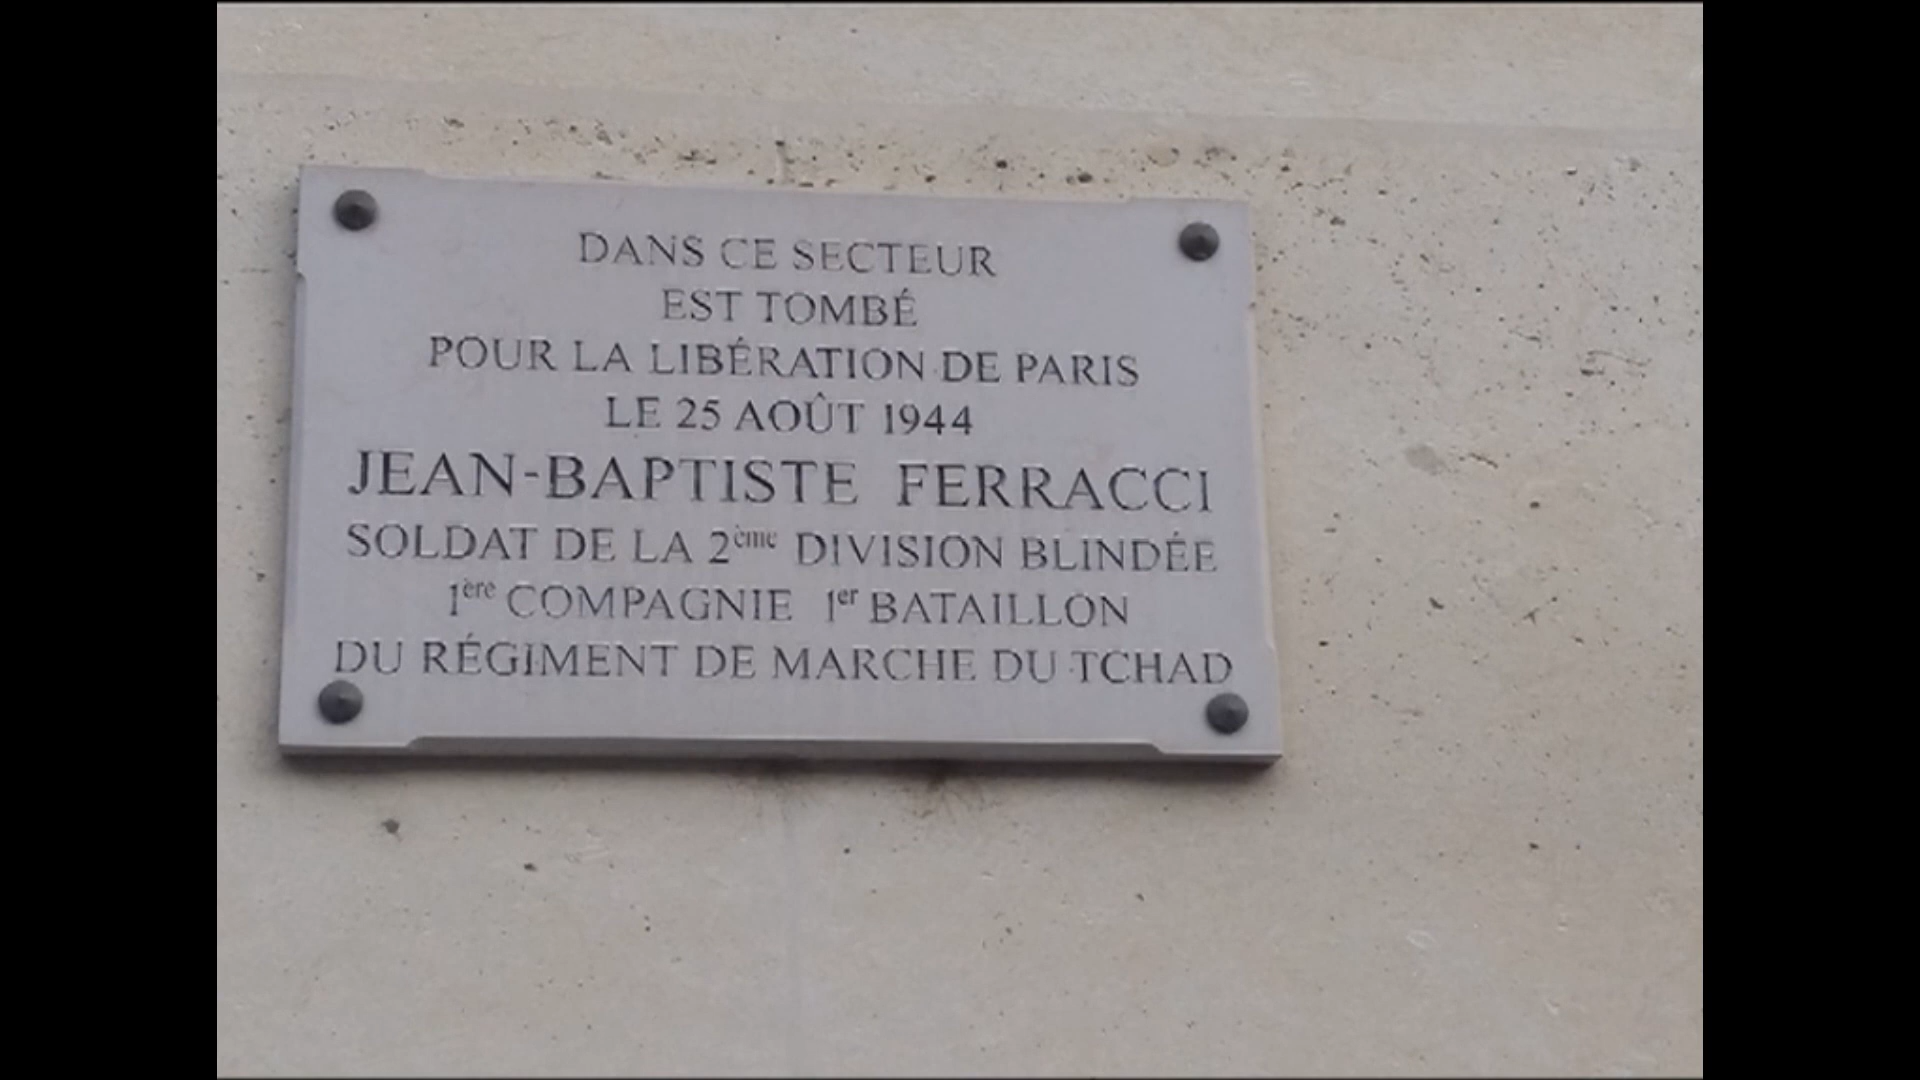 DANS CE SECTEUR
EST TOMBÉ
POUR LA LIBÉRATION DE PARIS
LE 25 AOÛT 1944
JEAN-BAPTISTE FERRACCI
SOLDAT DE LA 2ème DIVISION BLINDÉE
1ère COMPAGNIE 1er BATAILLON
DU RÉGIMENT DE MARCHE DU TCHAD